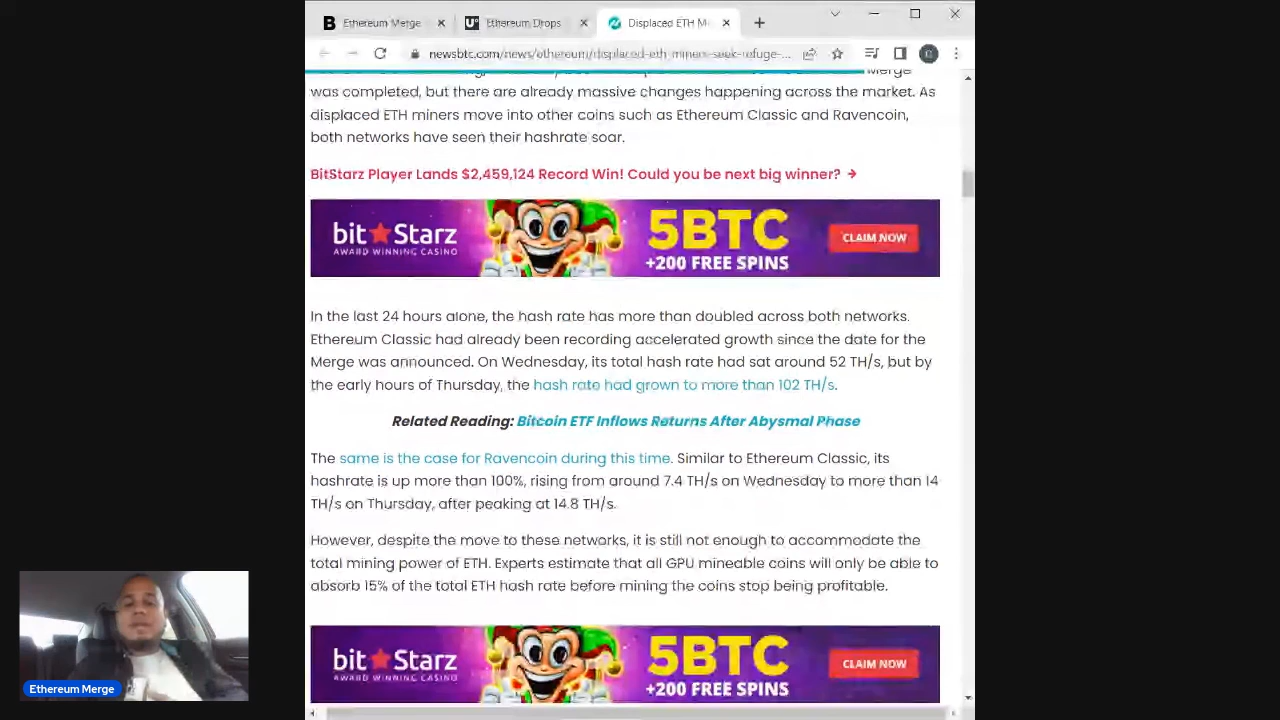 Ethereum Merge
Ethereum Drops
Displaced ETH M
newsbtc.com/news/ethereum/displaced-eth-miners-seek-refuge-...
Merge
was completed, but there are already massive changes happening across the market. As
displaced ETH miners move into other coins such as Ethereum Classic and Ravencoin,
both networks have seen their hashrate soar.
BitStarz Player Lands $2,459,124 Record Win! Could you be next big winner? →
bit★Starz
AWARD WINNING CASINO
5BTC
+200 FREE SPINS
CLAIM NOW
In the last 24 hours alone, the hash rate has more than doubled across both networks.
Ethereum Classic had already been recording accelerated growth since the date for the
Merge was announced. On Wednesday, its total hash rate had sat around 52 TH/s, but by
the early hours of Thursday, the hash rate had grown to more than 102 TH/s.
Related Reading: Bitcoin ETF Inflows Returns After Abysmal Phase
The same is the case for Ravencoin during this time. Similar to Ethereum Classic, its
hashrate is up more than 100%, rising from around 7.4 TH/s on Wednesday to more than 14
TH/s on Thursday, after peaking at 14.8 TH/s.
However, despite the move to these networks, it is still not enough to accommodate the
total mining power of ETH. Experts estimate that all GPU mineable coins will only be able to
absorb 15% of the total ETH hash rate before mining the coins stop being profitable.
bit★Starz
AWARD WINNING CASINO
5BTC
+200 FREE SPINS
CLAIM NOW
Ethereum Merge